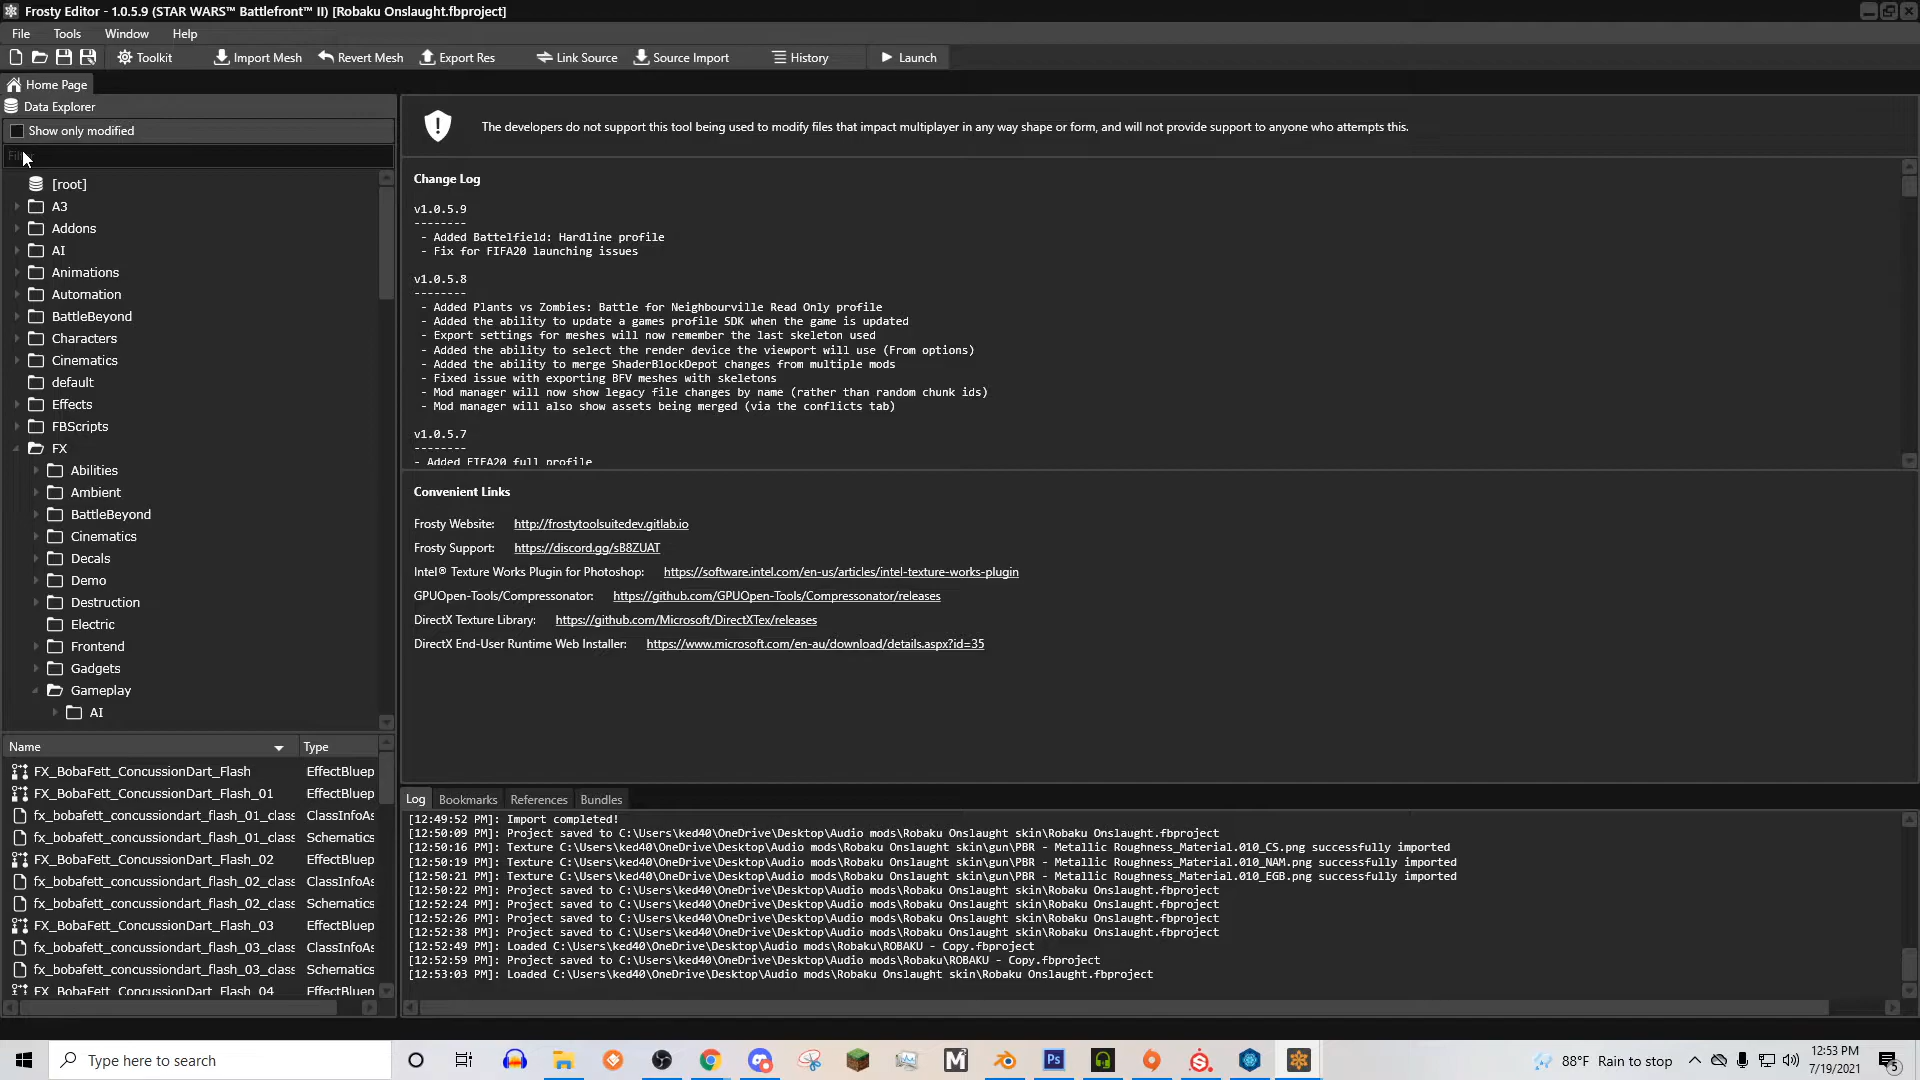 Frosty Editor - 1.0.5.9 (STAR WARS™ Battlefront™ II) [Robaku Onslaught.fbproject]
File Tools Window Help
Toolkit Import Mesh Revert Mesh Export Res Link Source Source Import History Launch
Home Page
Data Explorer
Show only modified
[root]
A3
Addons
AI
Animations
Automation
BattleBeyond
Characters
Cinematics
default
Effects
FBScripts
FX
Abilities
Ambient
BattleBeyond
Cinematics
Decals
Demo
Destruction
Electric
Frontend
Gadgets
Gameplay
AI
Name Type
FX_BobaFett_ConcussionDart_Flash EffectBluep
FX_BobaFett_ConcussionDart_Flash_01 EffectBluep
fx_bobafett_concussiondart_flash_01_class ClassInfoAs
fx_bobafett_concussiondart_flash_01_class Schematics
FX_BobaFett_ConcussionDart_Flash_02 EffectBluep
fx_bobafett_concussiondart_flash_02_class ClassInfoAs
fx_bobafett_concussiondart_flash_02_class Schematics
FX_BobaFett_ConcussionDart_Flash_03 EffectBluep
fx_bobafett_concussiondart_flash_03_class ClassInfoAs
fx_bobafett_concussiondart_flash_03_class Schematics
FX_BobaFett_ConcussionDart_Flash_04 EffectBluep
The developers do not support this tool being used to modify files that impact multiplayer in any way shape or form, and will not provide support to anyone who attempts this.
Change Log
v1.0.5.9
--------
- Added Battelfield: Hardline profile
- Fix for FIFA20 launching issues
v1.0.5.8
--------
- Added Plants vs Zombies: Battle for Neighbourville Read Only profile
- Added the ability to update a games profile SDK when the game is updated
- Export settings for meshes will now remember the last skeleton used
- Added the ability to select the render device the viewport will use (From options)
- Added the ability to merge ShaderBlockDepot changes from multiple mods
- Fixed issue with exporting BFV meshes with skeletons
- Mod manager will now show legacy file changes by name (rather than random chunk ids)
- Mod manager will also show assets being merged (via the conflicts tab)
v1.0.5.7
--------
- Added FIFA20 full profile
Convenient Links
Frosty Website: http://frostytoolsuitedev.gitlab.io
Frosty Support: https://discord.gg/sB8ZUAT
Intel® Texture Works Plugin for Photoshop: https://software.intel.com/en-us/articles/intel-texture-works-plugin
GPUOpen-Tools/Compressonator: https://github.com/GPUOpen-Tools/Compressonator/releases
DirectX Texture Library: https://github.com/Microsoft/DirectXTex/releases
DirectX End-User Runtime Web Installer: https://www.microsoft.com/en-au/download/details.aspx?id=35
Log Bookmarks References Bundles
[12:49:52 PM]: Import completed!
[12:50:09 PM]: Project saved to C:\Users\ked40\OneDrive\Desktop\Audio mods\Robaku Onslaught skin\Robaku Onslaught.fbproject
[12:50:16 PM]: Texture C:\Users\ked40\OneDrive\Desktop\Audio mods\Robaku Onslaught skin\gun\PBR - Metallic Roughness_Material.010_CS.png successfully imported
[12:50:19 PM]: Texture C:\Users\ked40\OneDrive\Desktop\Audio mods\Robaku Onslaught skin\gun\PBR - Metallic Roughness_Material.010_NAM.png successfully imported
[12:50:21 PM]: Texture C:\Users\ked40\OneDrive\Desktop\Audio mods\Robaku Onslaught skin\gun\PBR - Metallic Roughness_Material.010_EGB.png successfully imported
[12:50:22 PM]: Project saved to C:\Users\ked40\OneDrive\Desktop\Audio mods\Robaku Onslaught skin\Robaku Onslaught.fbproject
[12:52:24 PM]: Project saved to C:\Users\ked40\OneDrive\Desktop\Audio mods\Robaku Onslaught skin\Robaku Onslaught.fbproject
[12:52:26 PM]: Project saved to C:\Users\ked40\OneDrive\Desktop\Audio mods\Robaku Onslaught skin\Robaku Onslaught.fbproject
[12:52:38 PM]: Project saved to C:\Users\ked40\OneDrive\Desktop\Audio mods\Robaku Onslaught skin\Robaku Onslaught.fbproject
[12:52:49 PM]: Loaded C:\Users\ked40\OneDrive\Desktop\Audio mods\Robaku\ROBAKU - Copy.fbproject
[12:52:59 PM]: Project saved to C:\Users\ked40\OneDrive\Desktop\Audio mods\Robaku\ROBAKU - Copy.fbproject
[12:53:03 PM]: Loaded C:\Users\ked40\OneDrive\Desktop\Audio mods\Robaku Onslaught skin\Robaku Onslaught.fbproject
Type here to search
M
Ps
88°F Rain to stop
12:53 PM
7/19/2021
5